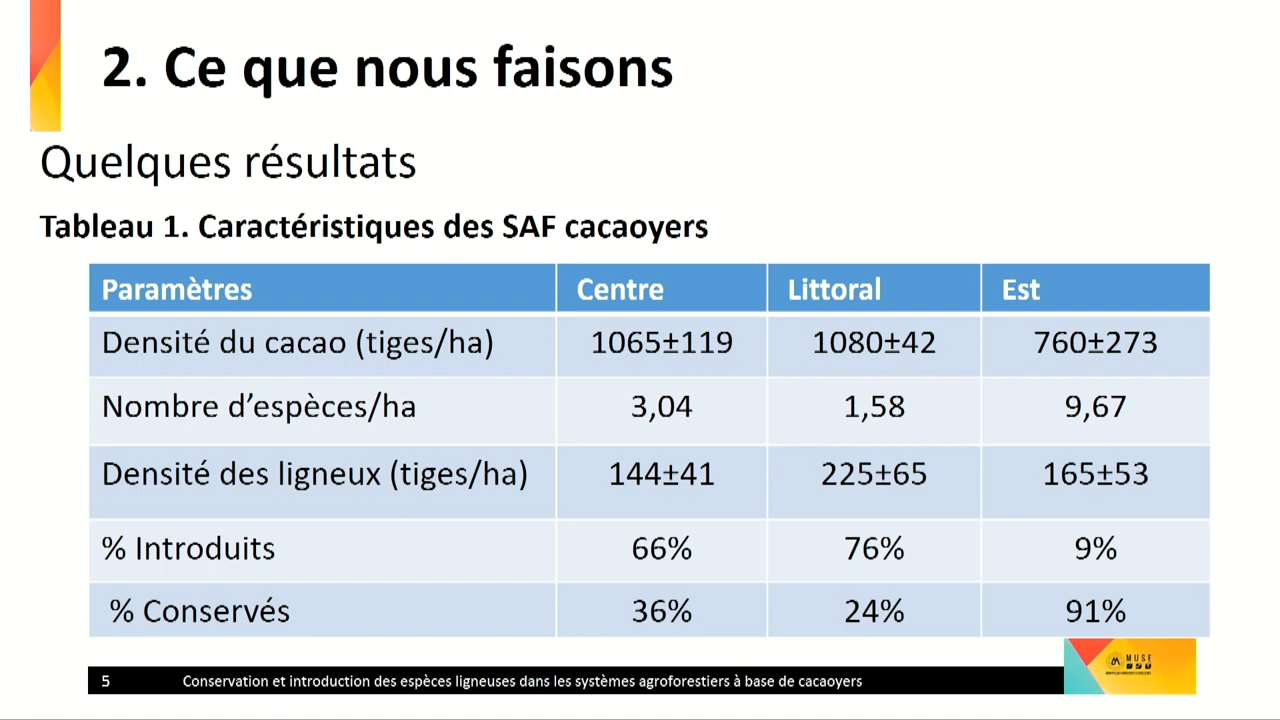 2. Ce que nous faisons
Quelques résultats
Tableau 1. Caractéristiques des SAF cacaoyers
Paramètres Centre Littoral Est
Densité du cacao (tiges/ha) 1065±119 1080±42 760±273
Nombre d’espèces/ha 3,04 1,58 9,67
Densité des ligneux (tiges/ha) 144±41 225±65 165±53
% Introduits 66% 76% 9%
% Conservés 36% 24% 91%
MUSE
5 Conservation et introduction des espèces ligneuses dans les systèmes agroforestiers à base de cacaoyers